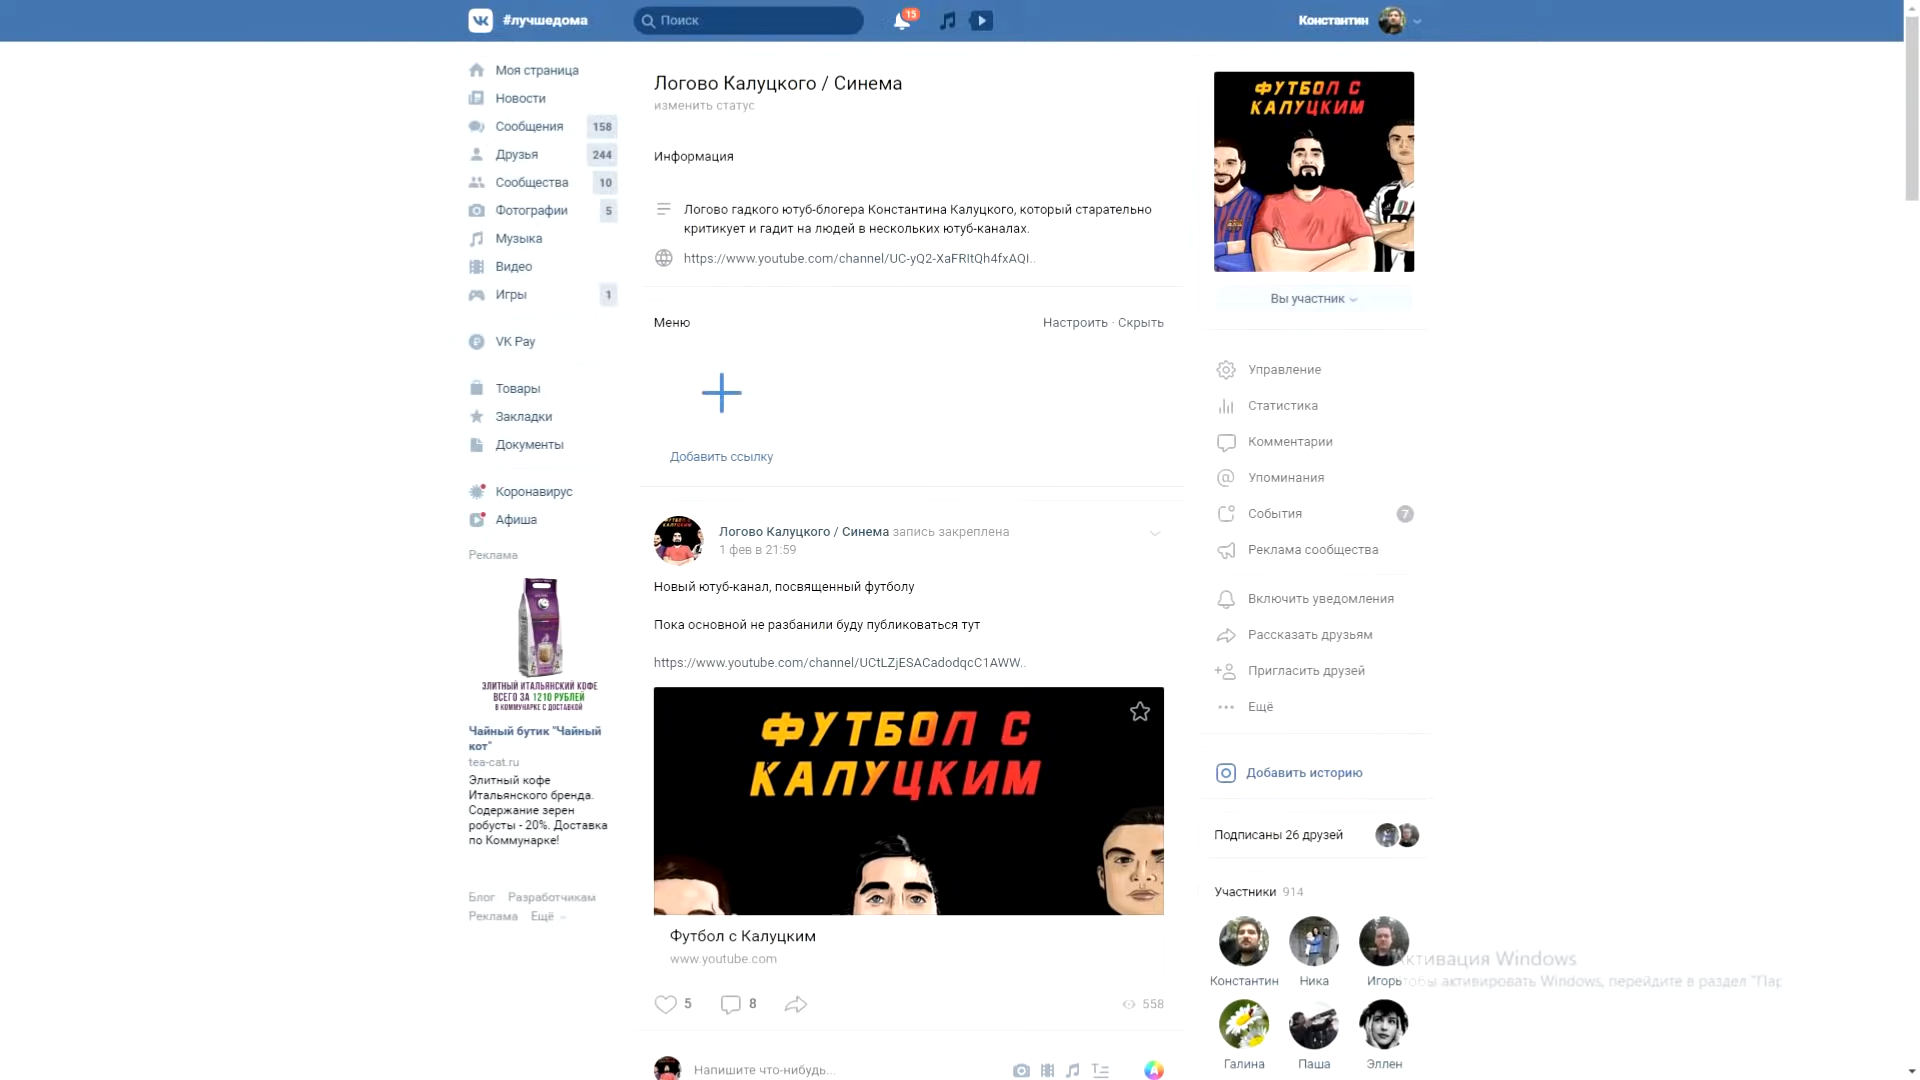 #лучшедома
Поиск
15
Константин
Моя страница
Новости
Сообщения 158
Друзья 244
Сообщества 10
Фотографии 5
Музыка
Видео
Игры 1
VK Pay
Товары
Закладки
Документы
Коронавирус
Афиша
Реклама
ЭЛИТНЫЙ ИТАЛЬЯНСКИЙ КОФЕ
ВСЕГО ЗА 1210 РУБЛЕЙ
В КОММУНАРКЕ С ДОСТАВКОЙ
Чайный бутик "Чайный
кот"
tea-cat.ru
Элитный кофе
Итальянского бренда.
Содержание зерен
робусты - 20%. Доставка
по Коммунарке!
Блог Разработчикам
Реклама Ещё
Логово Калуцкого / Синема
изменить статус
Информация
Логово гадкого ютуб-блогера Константина Калуцкого, который старательно
критикует и гадит на людей в нескольких ютуб-каналах.
https://www.youtube.com/channel/UC-yQ2-XaFRItQh4fxAQI..
Меню
Настроить · Скрыть
Добавить ссылку
Логово Калуцкого / Синема запись закреплена
1 фев в 21:59
Новый ютуб-канал, посвященный футболу
Пока основной не разбанили буду публиковаться тут
https://www.youtube.com/channel/UCtLZjESACadodqcC1AWW..
ФУТБОЛ С
КАЛУЦКИМ
Футбол с Калуцким
www.youtube.com
5 8 558
Напишите что-нибудь...
ФУТБОЛ С
КАЛУЦКИМ
Вы участник
Управление
Статистика
Комментарии
Упоминания
События 7
Реклама сообщества
Включить уведомления
Рассказать друзьям
Пригласить друзей
Ещё
Добавить историю
Подписаны 26 друзей
Участники 914
Константин Ника Игорь
Галина Паша Эллен
Активация Windows
Чтобы активировать Windows, перейдите в раздел "Пар